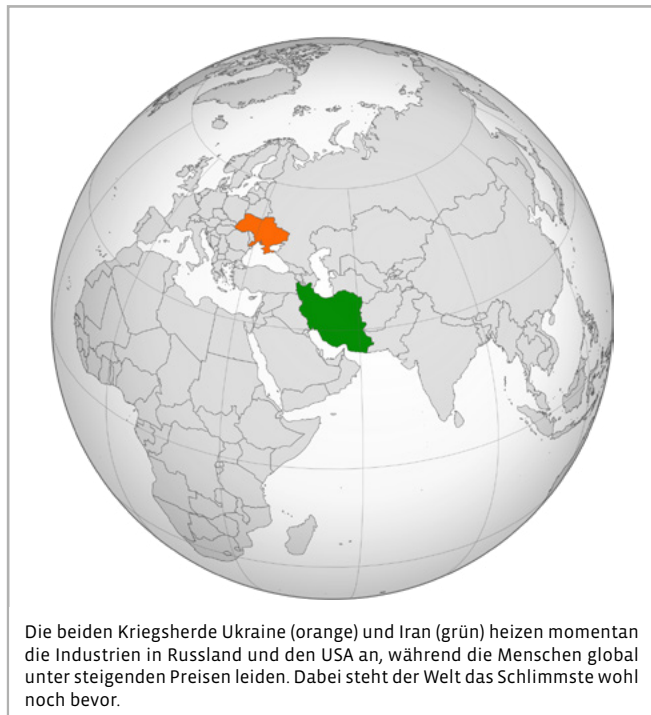 Die beiden Kriegsherde Ukraine (orange) und Iran (grün) heizen momentan
die Industrien in Russland und den USA an, während die Menschen global
unter steigenden Preisen leiden. Dabei steht der Welt das Schlimmste wohl
noch bevor.